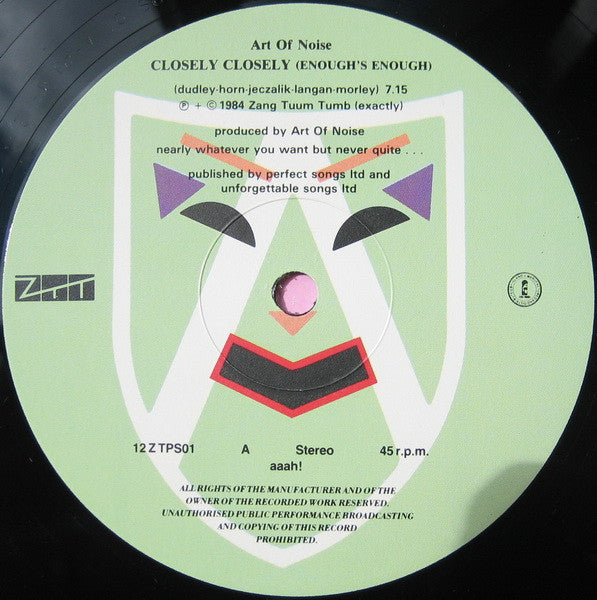 Art Of Noise
CLOSELY CLOSELY (ENOUGH'S ENOUGH)
(dudley·horn·jeczalik·langan·morley) 7.15
℗ + © 1984 Zang Tuum Tumb (exactly)
produced by Art Of Noise
nearly whatever you want but never quite . . .
published by perfect songs ltd and
unforgettable songs ltd
ZTT
12 Z TPS01 A Stereo 45 r.p.m.
aaah!
ALL RIGHTS OF THE MANUFACTURER AND OF THE
OWNER OF THE RECORDED WORK RESERVED.
UNAUTHORISED PUBLIC PERFORMANCE BROADCASTING
AND COPYING OF THIS RECORD
PROHIBITED.